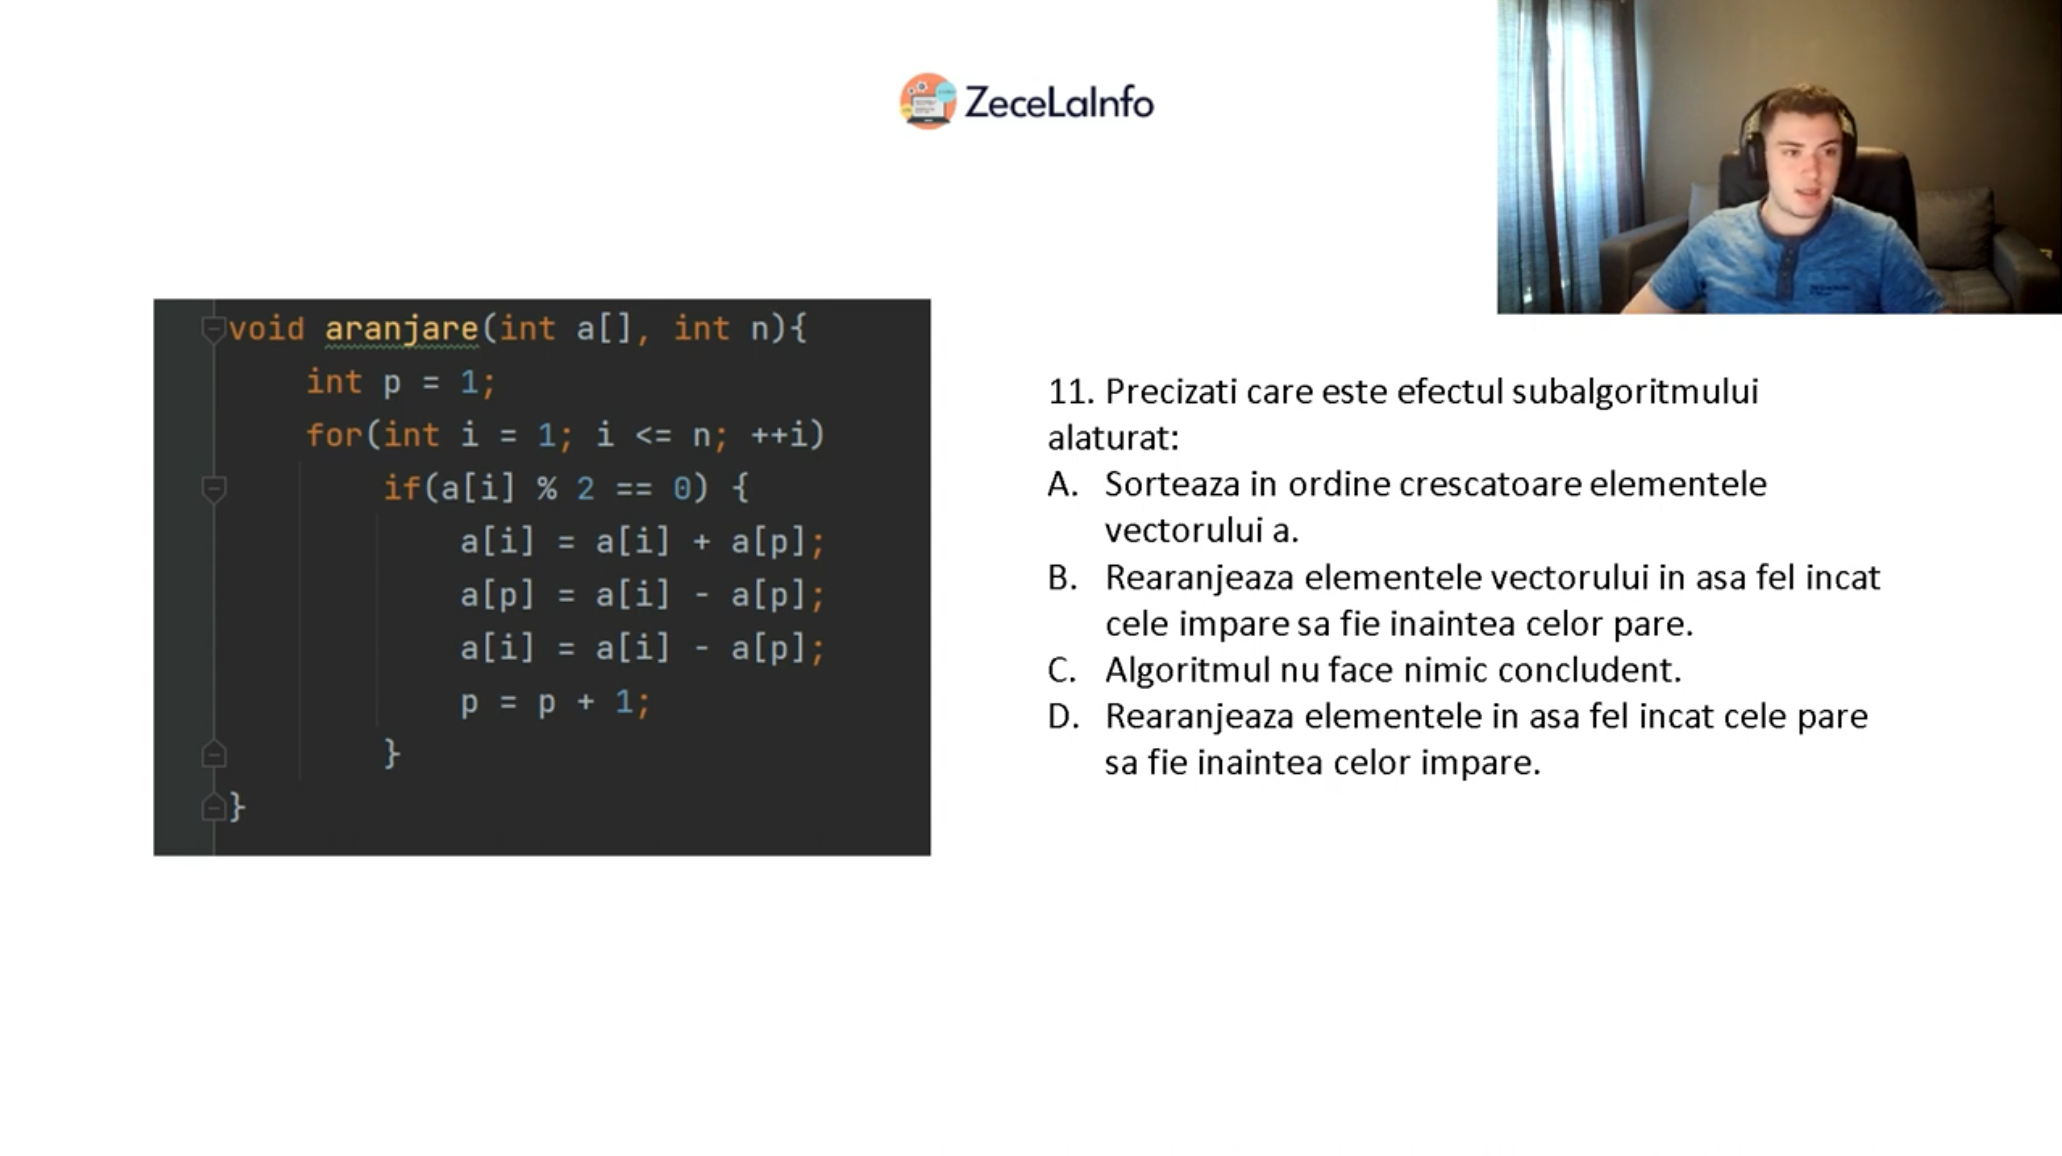 ZeceLaInfo
void aranjare(int a[], int n){
int p = 1;
for(int i = 1; i <= n; ++i)
if(a[i] % 2 == 0) {
a[i] = a[i] + a[p];
a[p] = a[i] - a[p];
a[i] = a[i] - a[p];
p = p + 1;
}
}
11. Precizati care este efectul subalgoritmului
alaturat:
A. Sorteaza in ordine crescatoare elementele
vectorului a.
B. Rearanjeaza elementele vectorului in asa fel incat
cele impare sa fie inaintea celor pare.
C. Algoritmul nu face nimic concludent.
D. Rearanjeaza elementele in asa fel incat cele pare
sa fie inaintea celor impare.